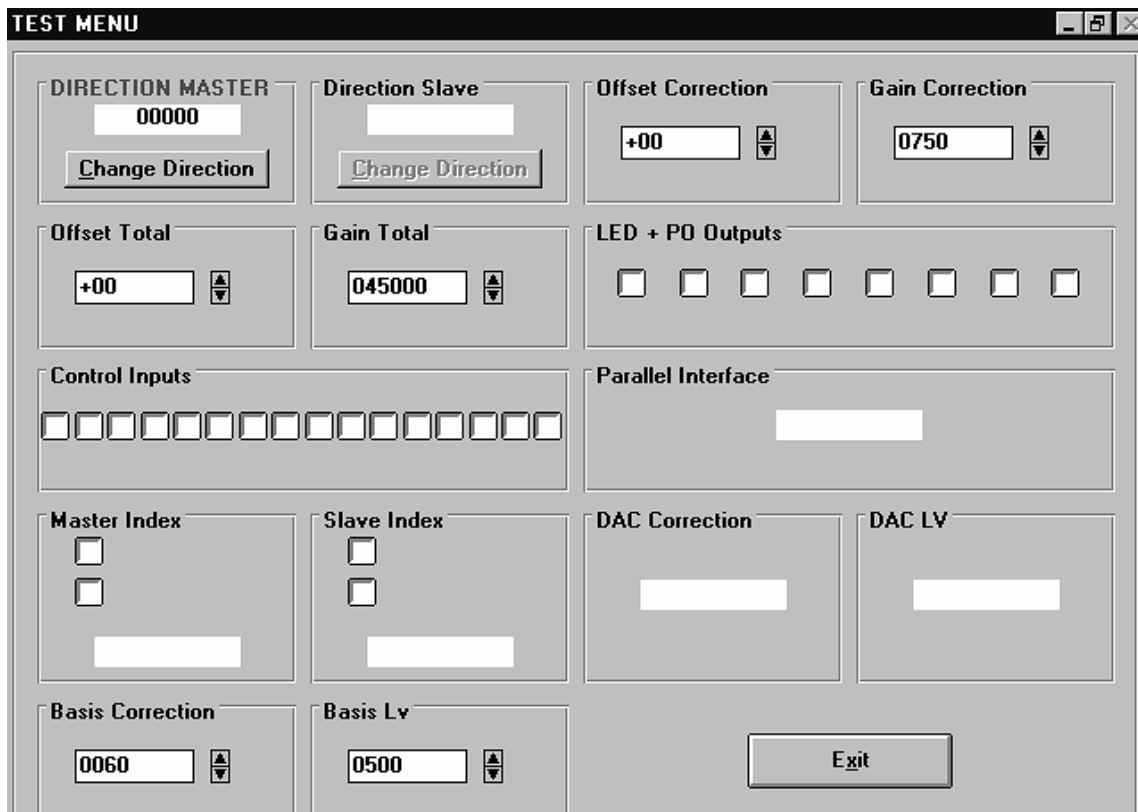 TEST MENU
DIRECTION MASTER
00000
Change Direction
Direction Slave
Change Direction
Offset Correction
+00
Gain Correction
0750
Offset Total
+00
Gain Total
045000
LED + PO Outputs
Control Inputs
Parallel Interface
Master Index
Slave Index
DAC Correction
DAC LV
Basis Correction
0060
Basis Lv
0500
Exit